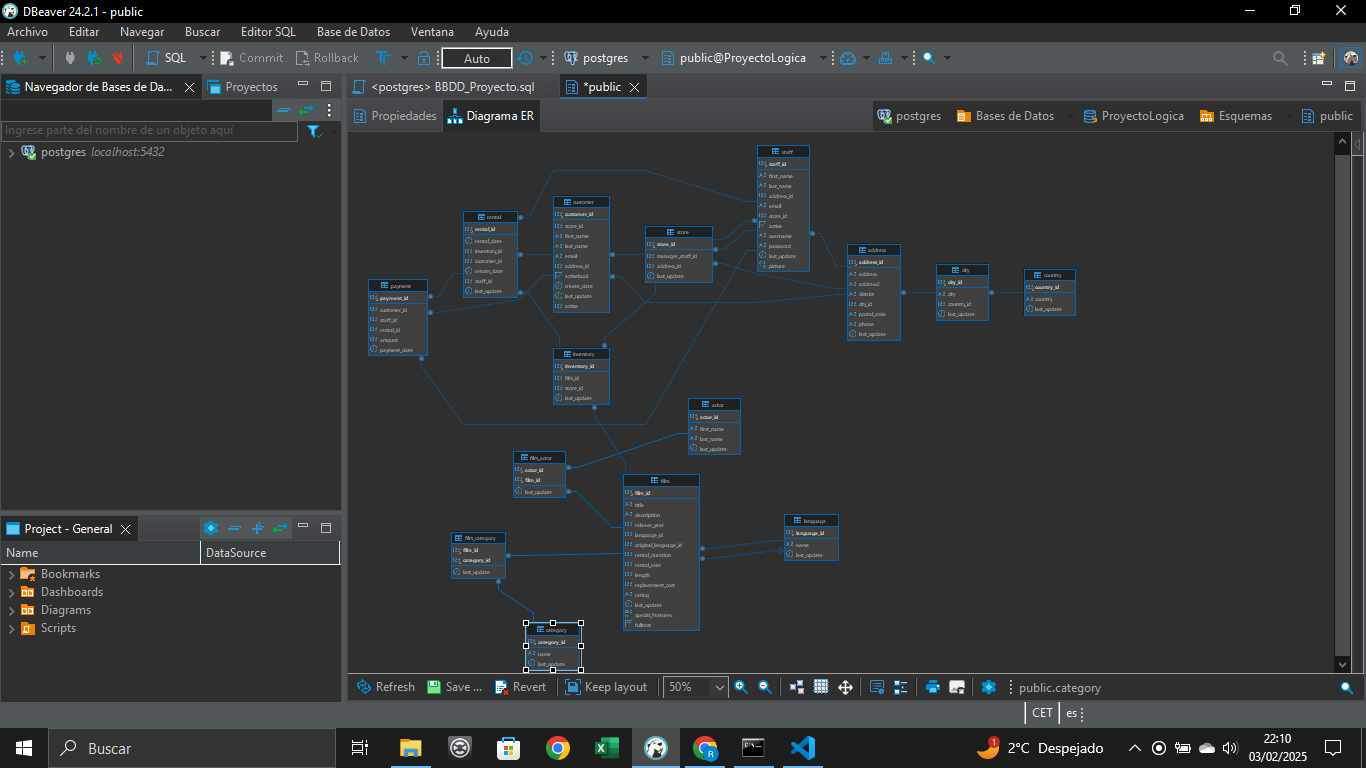 DBeaver 24.2.1 - public
Archivo Editar Navegar Buscar Editor SQL Base de Datos Ventana Ayuda
SQL Commit Rollback Auto postgres public@ProyectoLogica
Navegador de Bases de Da... Proyectos
<postgres> BBDD_Proyecto.sql *public
Propiedades Diagrama ER postgres Bases de Datos ProyectoLogica Esquemas public
Ingrese parte del nombre de un objeto aquí
postgres localhost:5432
staff
staff_id
first_name
last_name
address_id
email
store_id
active
username
password
last_update
picture
customer
customer_id
store_id
first_name
last_name
email
address_id
activebool
create_date
last_update
active
rental
rental_id
rental_date
inventory_id
customer_id
return_date
staff_id
last_update
store
store_id
manager_staff_id
address_id
last_update
address
address_id
address
address2
district
city_id
postal_code
phone
last_update
city
city_id
city
country_id
last_update
country
country_id
country
last_update
payment
payment_id
customer_id
staff_id
rental_id
amount
payment_date
inventory
inventory_id
film_id
store_id
last_update
actor
actor_id
first_name
last_name
last_update
film_actor
actor_id
film_id
last_update
film
film_id
title
description
release_year
language_id
original_language_id
rental_duration
rental_rate
length
replacement_cost
rating
last_update
special_features
fulltext
language
language_id
name
last_update
film_category
film_id
category_id
last_update
category
category_id
name
last_update
Project - General
Name DataSource
Bookmarks
Dashboards
Diagrams
Scripts
Refresh Save ... Revert Keep layout 50% public.category
CET es
Buscar
1 2°C Despejado
22:10
03/02/2025